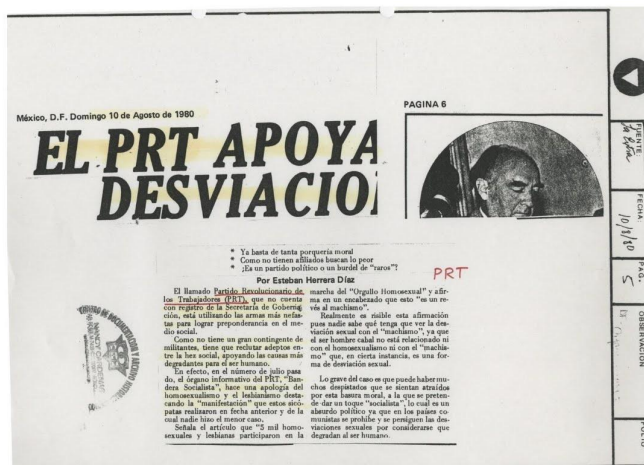 México, D.F. Domingo 10 de Agosto de 1980
PAGINA 6
EL PRT APOYA
DESVIACIO
* Ya basta de tanta porquería moral
* Como no tienen afiliados buscan lo peor
* ¿Es un partido político o un burdel de "raros"?
Por Esteban Herrera Díaz
PRT
El llamado Partido Revolucionario de
los Trabajadores (PRT), que no cuenta
con registro de la Secretaría de Goberna
ción, está utilizando las armas más nefas-
tas para lograr preponderancia en el me-
dio social.
Como no tiene un gran contingente de
militantes, tiene que reclutar adeptos en-
tre la hez social, apoyando las causas más
degradantes para el ser humano.
En efecto, en el número de julio pasa
do, el órgano informativo del PRT, "Ban-
dera Socialista", hace una apología del
homosexualismo y el lesbianismo desta-
cando la "manifestación" que estos sicó-
patas realizaron en fecha anterior y de la
cual nadie hizo el menor caso.
Señala el artículo que "5 mil homo-
sexuales y lesbianas participaron en la
marcha del "Orgullo Homosexual" y afir-
ma en un encabezado que esto "es un re-
vés al machismo".
Realmente es risible esta afirmación
pues nadie sabe qué tenga que ver la des-
viación sexual con el "machismo", ya que
el ser hombre cabal no está relacionado ni
con el homosexualismo ni con el "machis-
mo" que, en cierta instancia, es una for-
ma de desviación sexual.
Lo grave del caso es que puede haber mu-
chos despistados que se sientan atraídos
por esta basura moral, a la que se preten-
de dar un toque "socialista", lo cual es un
absurdo político ya que en los países co-
munistas se prohibe y se persiguen las des-
viaciones sexuales por considerarse que
degradan al ser humano.
FUENTE
FECHA
10/8/80
PAG.
5
OBSERVACION
FOLIO